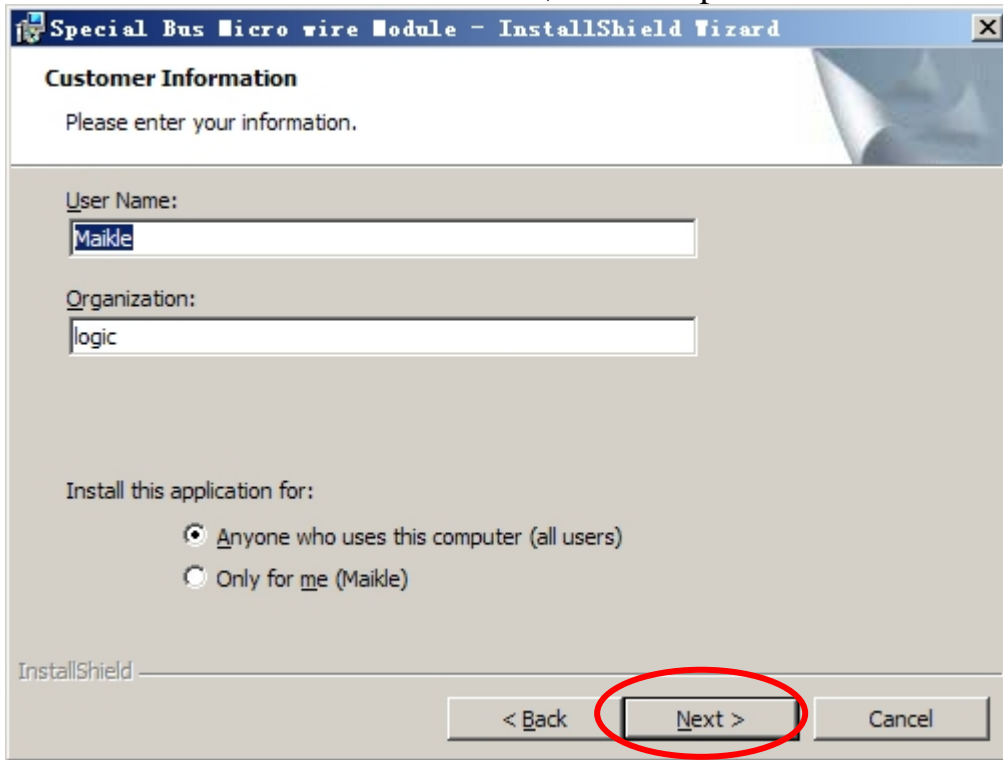 Special Bus Micro wire Module - InstallShield Wizard
Customer Information
Please enter your information.
User Name:
Maikle
Organization:
logic
Install this application for:
Anyone who uses this computer (all users)
Only for me (Maikle)
InstallShield
< Back Next > Cancel